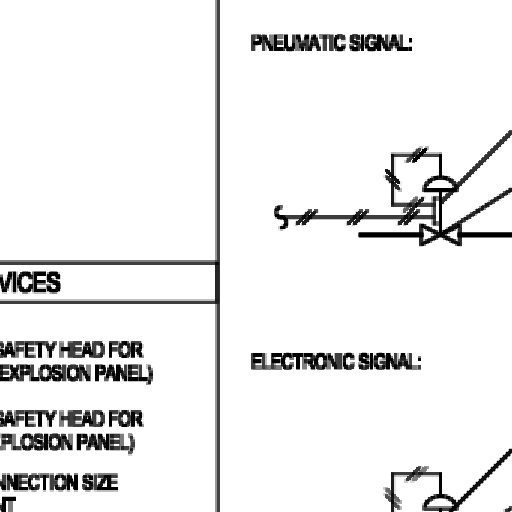 VICES
SAFETY HEAD FOR
EXPLOSION PANEL)
SAFETY HEAD FOR
PLOSION PANEL)
NNECTION SIZE
NT
PNEUMATIC SIGNAL:
ELECTRONIC SIGNAL: